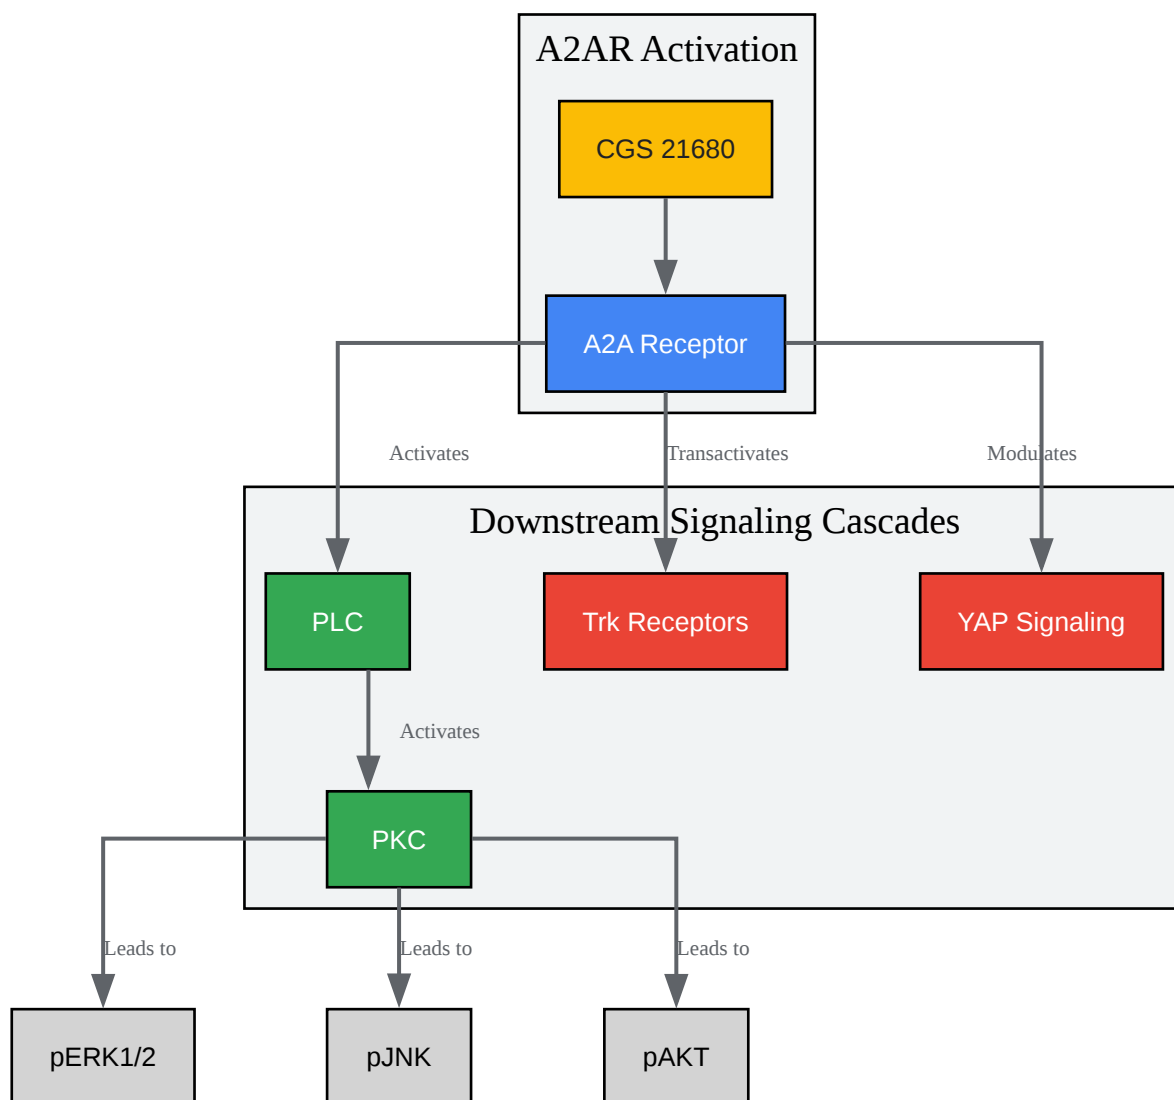 A2AR Activation
CGS 21680
A2A Receptor
Activates
Transactivates
Modulates
Downstream Signaling Cascades
PLC
Trk Receptors
YAP Signaling
Activates
PKC
Leads to
Leads to
Leads to
pERK1/2
pJNK
pAKT